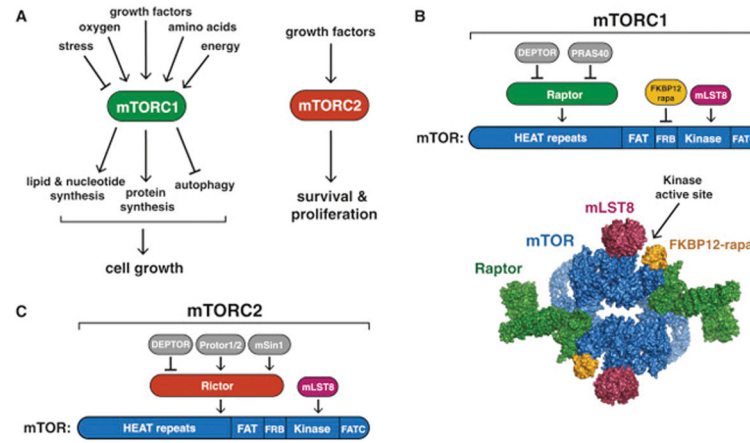 A
growth factors
oxygen
amino acids
stress
energy
mTORC1
lipid & nucleotide
synthesis
protein
synthesis
autophagy
cell growth
growth factors
mTORC2
survival &
proliferation
B
mTORC1
DEPTOR
PRAS40
Raptor
FKBP12
rapa
mLST8
mTOR:
HEAT repeats
FAT
FRB
Kinase
FAT
Kinase
active site
mLST8
mTOR
FKBP12-rapa
Raptor
C
mTORC2
DEPTOR
Protor1/2
mSin1
Rictor
mLST8
mTOR:
HEAT repeats
FAT
FRB
Kinase
FATC